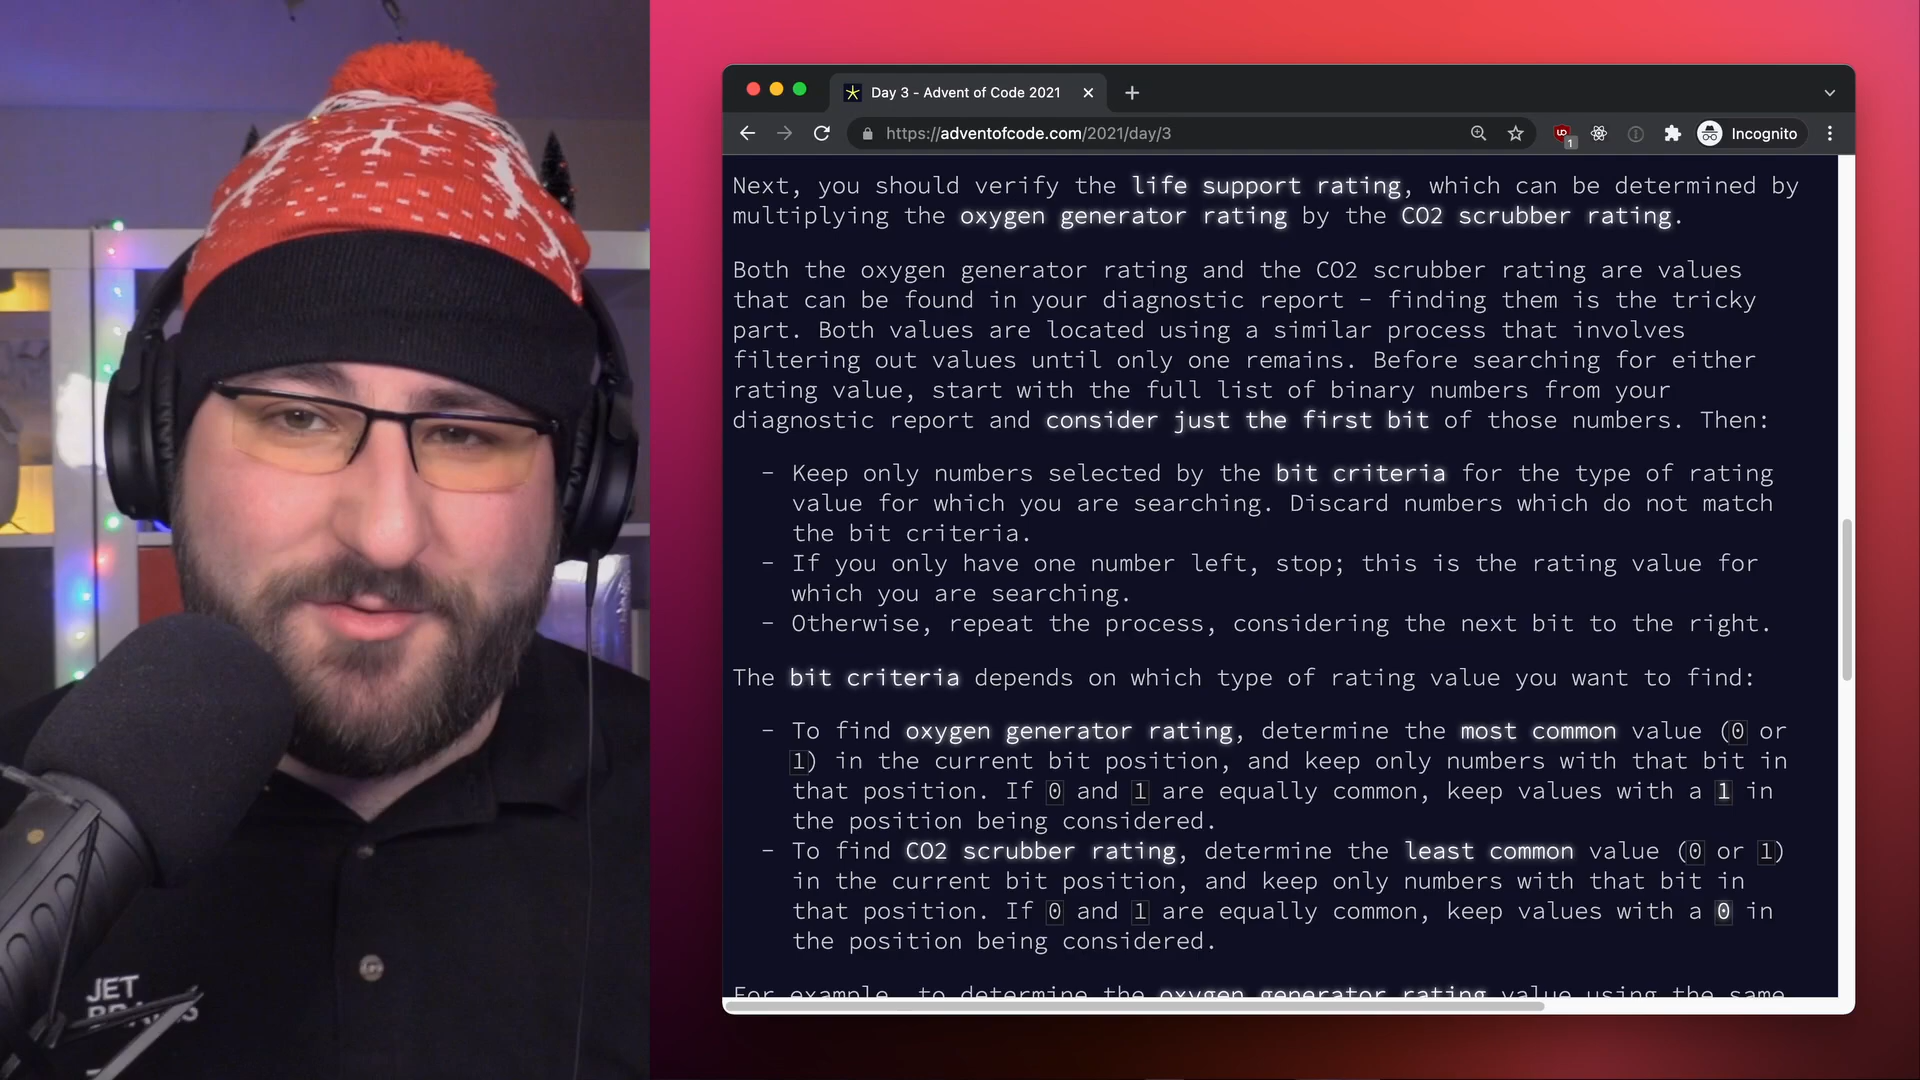 Day 3 - Advent of Code 2021
https://adventofcode.com/2021/day/3
1
Incognito
Next, you should verify the life support rating, which can be determined by
multiplying the oxygen generator rating by the CO2 scrubber rating.
Both the oxygen generator rating and the CO2 scrubber rating are values
that can be found in your diagnostic report - finding them is the tricky
part. Both values are located using a similar process that involves
filtering out values until only one remains. Before searching for either
rating value, start with the full list of binary numbers from your
diagnostic report and consider just the first bit of those numbers. Then:
- Keep only numbers selected by the bit criteria for the type of rating
value for which you are searching. Discard numbers which do not match
the bit criteria.
- If you only have one number left, stop; this is the rating value for
which you are searching.
- Otherwise, repeat the process, considering the next bit to the right.
The bit criteria depends on which type of rating value you want to find:
- To find oxygen generator rating, determine the most common value (0 or
1) in the current bit position, and keep only numbers with that bit in
that position. If 0 and 1 are equally common, keep values with a 1 in
the position being considered.
- To find CO2 scrubber rating, determine the least common value (0 or 1)
in the current bit position, and keep only numbers with that bit in
that position. If 0 and 1 are equally common, keep values with a 0 in
the position being considered.
For example, to determine the oxygen generator rating value using the same
JET
BRAINS